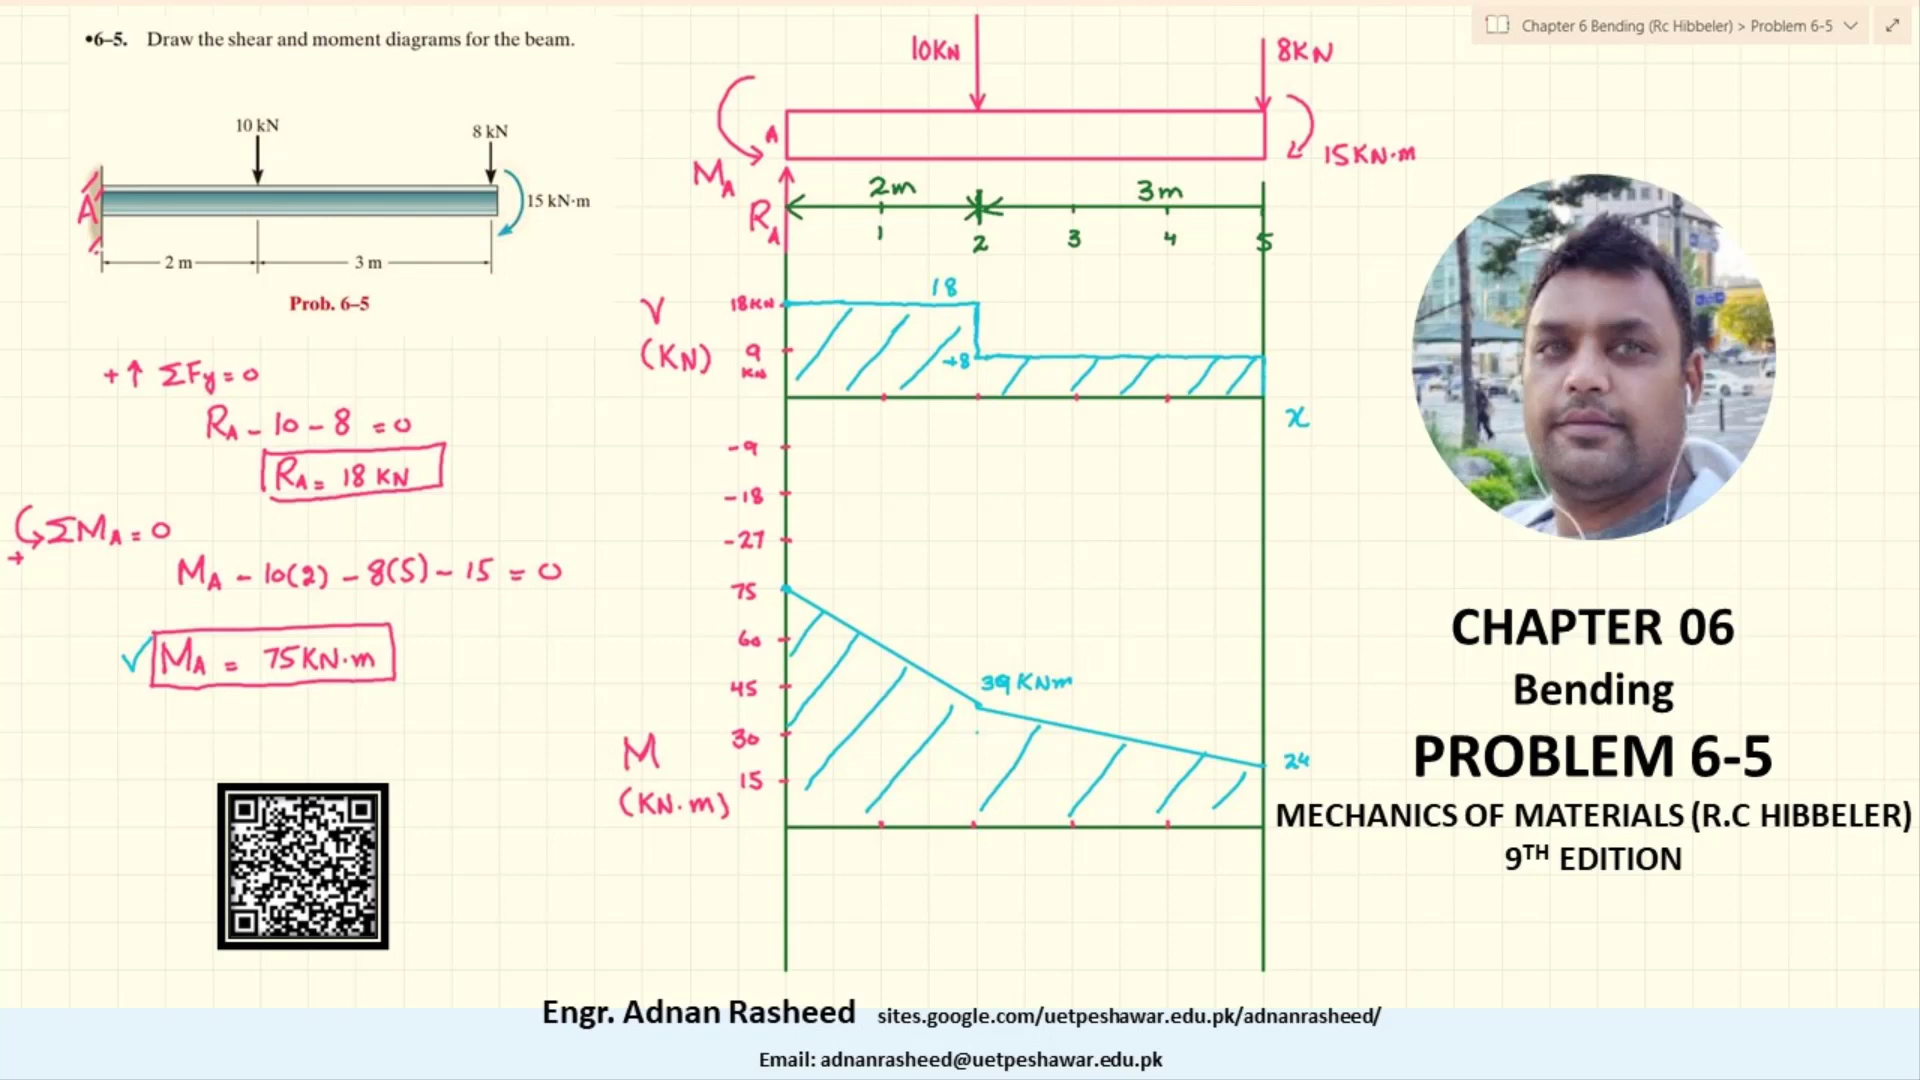 •6–5. Draw the shear and moment diagrams for the beam.
10 kN
8 kN
A
15 kN·m
2 m
3 m
Prob. 6–5
+↑ ΣFy = 0
RA - 10 - 8 = 0
RA = 18 KN
+ ΣMA = 0
MA - 10(2) - 8(5) - 15 = 0
✓ MA = 75 KN·m
Chapter 6 Bending (Rc Hibbeler) > Problem 6-5
10KN
8KN
A
MA
15KN·m
RA
2m
3m
1
2
3
4
5
V
(KN)
18KN
18
9
KN
+8
x
-9
-18
-27
75
60
45
39 KNm
30
15
24
M
(KN·m)
CHAPTER 06
Bending
PROBLEM 6-5
MECHANICS OF MATERIALS (R.C HIBBELER)
9TH EDITION
Engr. Adnan Rasheed sites.google.com/uetpeshawar.edu.pk/adnanrasheed/
Email: adnanrasheed@uetpeshawar.edu.pk